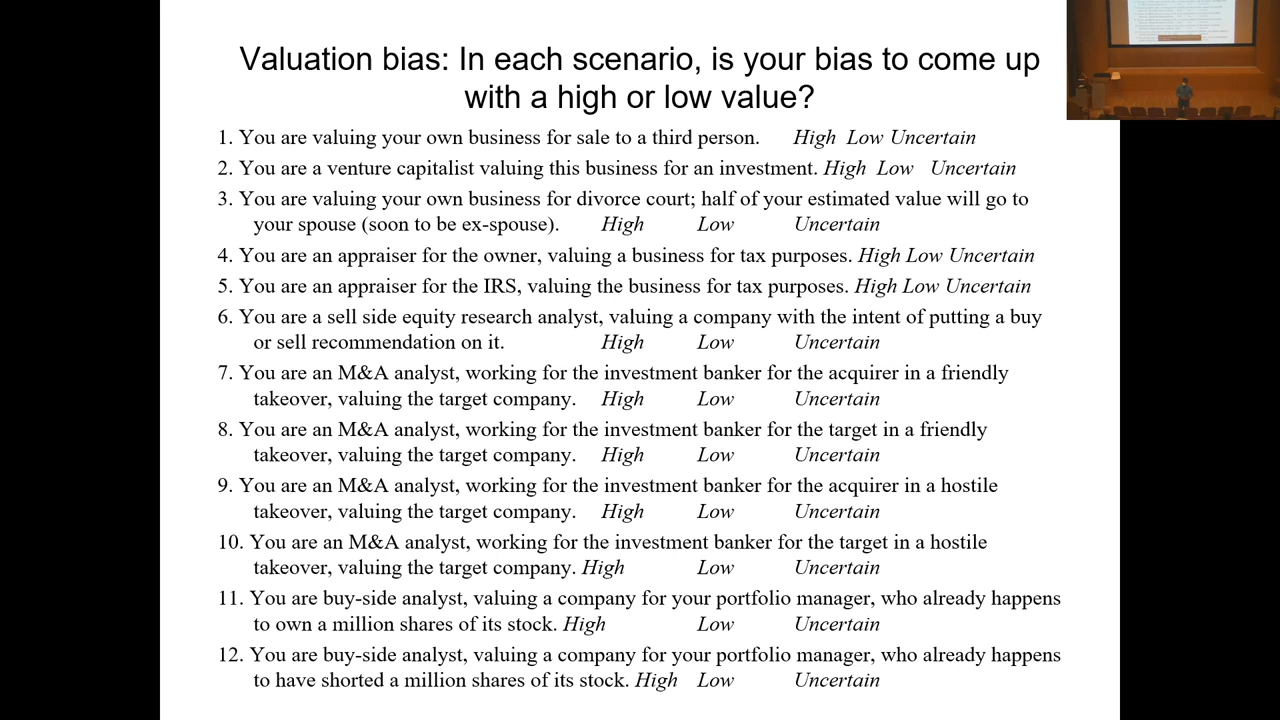 Valuation bias: In each scenario, is your bias to come up
with a high or low value?
1. You are valuing your own business for sale to a third person. High Low Uncertain
2. You are a venture capitalist valuing this business for an investment. High Low Uncertain
3. You are valuing your own business for divorce court; half of your estimated value will go to
your spouse (soon to be ex-spouse). High Low Uncertain
4. You are an appraiser for the owner, valuing a business for tax purposes. High Low Uncertain
5. You are an appraiser for the IRS, valuing the business for tax purposes. High Low Uncertain
6. You are a sell side equity research analyst, valuing a company with the intent of putting a buy
or sell recommendation on it. High Low Uncertain
7. You are an M&A analyst, working for the investment banker for the acquirer in a friendly
takeover, valuing the target company. High Low Uncertain
8. You are an M&A analyst, working for the investment banker for the target in a friendly
takeover, valuing the target company. High Low Uncertain
9. You are an M&A analyst, working for the investment banker for the acquirer in a hostile
takeover, valuing the target company. High Low Uncertain
10. You are an M&A analyst, working for the investment banker for the target in a hostile
takeover, valuing the target company. High Low Uncertain
11. You are buy-side analyst, valuing a company for your portfolio manager, who already happens
to own a million shares of its stock. High Low Uncertain
12. You are buy-side analyst, valuing a company for your portfolio manager, who already happens
to have shorted a million shares of its stock. High Low Uncertain